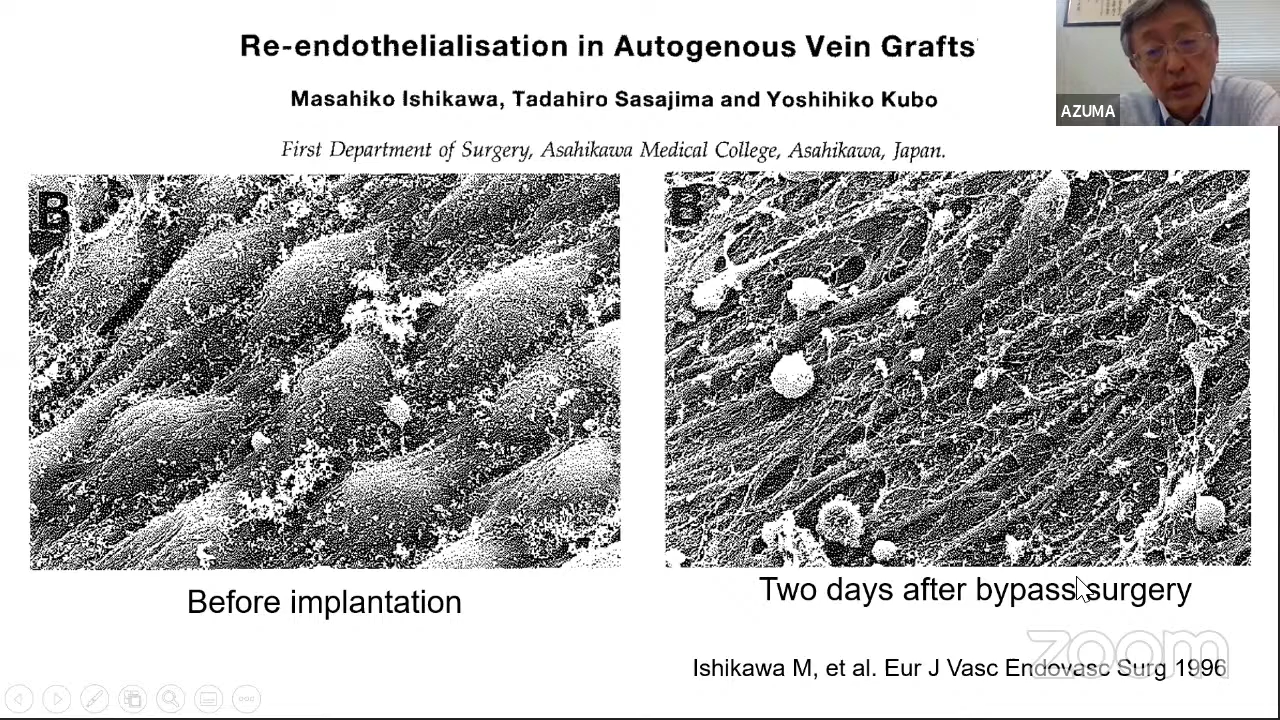 Re-endothelialisation in Autogenous Vein Grafts
Masahiko Ishikawa, Tadahiro Sasajima and Yoshihiko Kubo
First Department of Surgery, Asahikawa Medical College, Asahikawa, Japan.
AZUMA
B
B
Before implantation
Two days after bypass surgery
zoom
Ishikawa M, et al. Eur J Vasc Endovasc Surg 1996